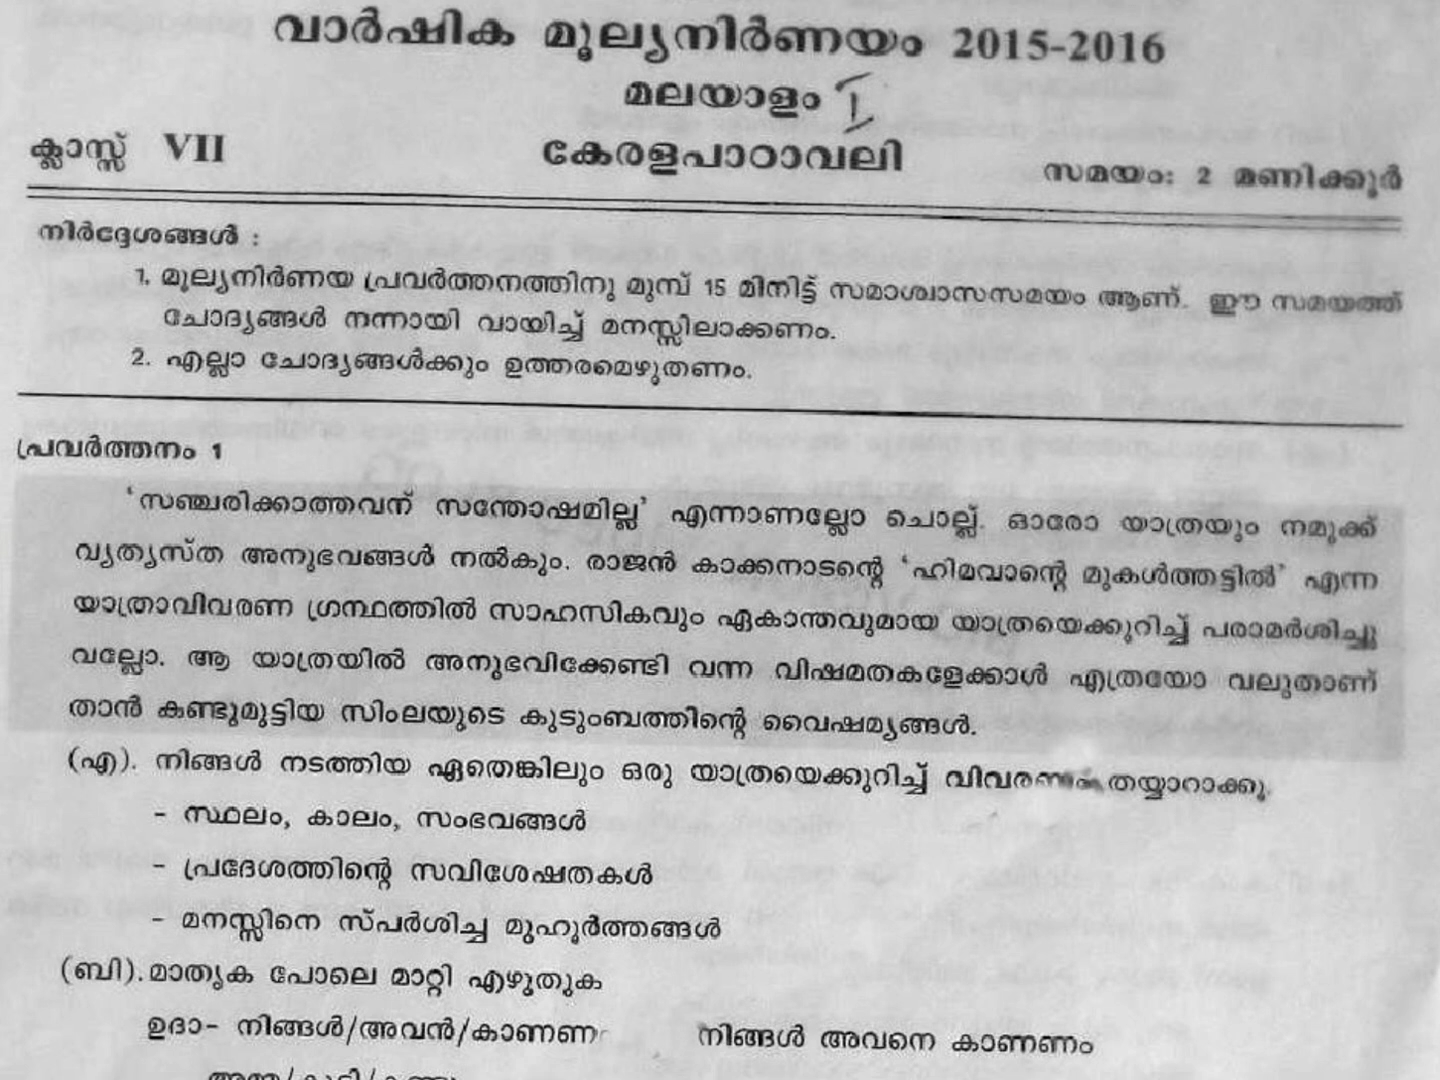 വാർഷിക മൂല്യനിർണയം 2015-2016
മലയാളം I
ക്ലാസ്സ് VII കേരളപാഠാവലി സമയം: 2 മണിക്കൂർ
നിർദ്ദേശങ്ങൾ :
1. മൂല്യനിർണയ പ്രവർത്തനത്തിനു മുമ്പ് 15 മിനിട്ട് സമാശ്വാസസമയം ആണ്. ഈ സമയത്ത്
ചോദ്യങ്ങൾ നന്നായി വായിച്ച് മനസ്സിലാക്കണം.
2. എല്ലാ ചോദ്യങ്ങൾക്കും ഉത്തരമെഴുതണം.
പ്രവർത്തനം 1
'സഞ്ചരിക്കാത്തവന് സന്തോഷമില്ല' എന്നാണല്ലോ ചൊല്ല്. ഓരോ യാത്രയും നമുക്ക്
വ്യത്യസ്ത അനുഭവങ്ങൾ നൽകും. രാജൻ കാക്കനാടന്റെ 'ഹിമവാന്റെ മുകൾത്തട്ടിൽ' എന്ന
യാത്രാവിവരണ ഗ്രന്ഥത്തിൽ സാഹസികവും ഏകാന്തവുമായ യാത്രയെക്കുറിച്ച് പരാമർശിച്ചു
വല്ലോ. ആ യാത്രയിൽ അനുഭവിക്കേണ്ടി വന്ന വിഷമതകളേക്കാൾ എത്രയോ വലുതാണ്
താൻ കണ്ടുമുട്ടിയ സിംലയുടെ കുടുംബത്തിന്റെ വൈഷമ്യങ്ങൾ.
(എ). നിങ്ങൾ നടത്തിയ ഏതെങ്കിലും ഒരു യാത്രയെക്കുറിച്ച് വിവരണം തയ്യാറാക്കൂ.
- സ്ഥലം, കാലം, സംഭവങ്ങൾ
- പ്രദേശത്തിന്റെ സവിശേഷതകൾ
- മനസ്സിനെ സ്പർശിച്ച മുഹൂർത്തങ്ങൾ
(ബി). മാതൃക പോലെ മാറ്റി എഴുതുക
ഉദാ- നിങ്ങൾ/അവൻ/കാണണം നിങ്ങൾ അവനെ കാണണം